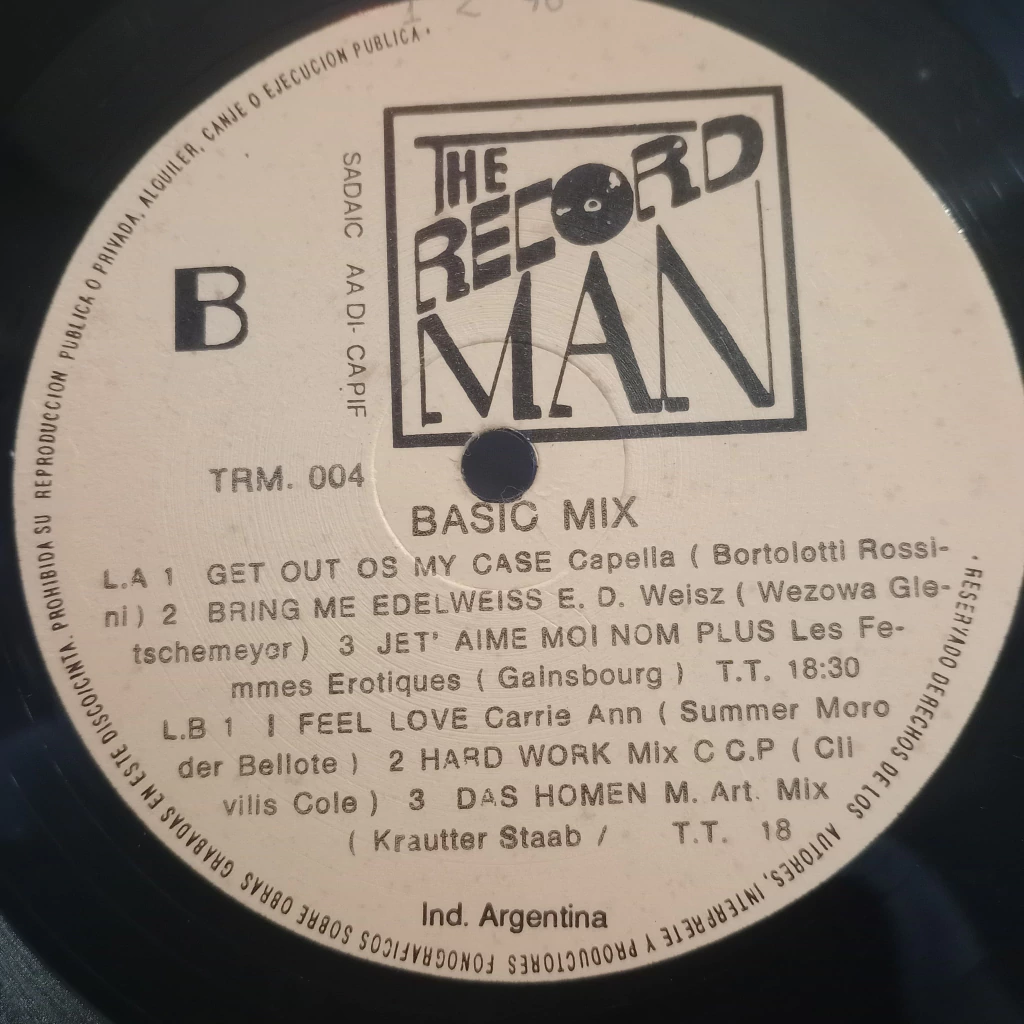 THE
RECORD
MAN
SADAIC AADI-CAPIF
B
TRM. 004
BASIC MIX
L.A 1 GET OUT OS MY CASE Capella ( Bortolotti Rossi-
ni ) 2 BRING ME EDELWEISS E. D. Weisz ( Wezowa Gle-
tschemeyer ) 3 JET' AIME MOI NOM PLUS Les Fe-
mmes Erotiques ( Gainsbourg ) T.T. 18:30
L.B 1 I FEEL LOVE Carrie Ann ( Summer Moro
der Bellote ) 2 HARD WORK Mix C C.P ( Cli
vilis Cole ) 3 DAS HOMEN M. Art. Mix
( Krautter Staab / T.T. 18
Ind. Argentina
· RESERVADO DERECHOS DE LOS AUTORES, INTERPRETE Y PRODUCTORES FONOGRAFICOS SOBRE OBRAS GRABADAS EN ESTE DISCO/CINTA. PROHIBIDA SU REPRODUCCION PUBLICA O PRIVADA, ALQUILER, CANJE O EJECUCION PUBLICA ·